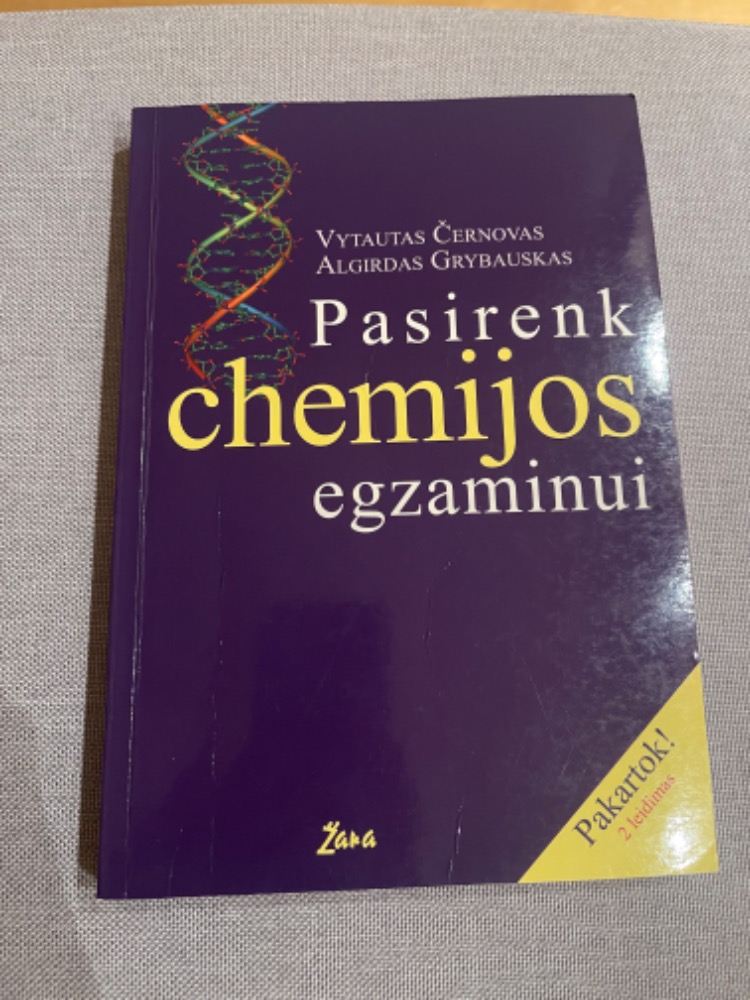 VYTAUTAS ČERNOVAS
ALGIRDAS GRYBAUSKAS
Pasirenk
chemijos
egzaminui
Pakartok!
2 leidimas
Žara